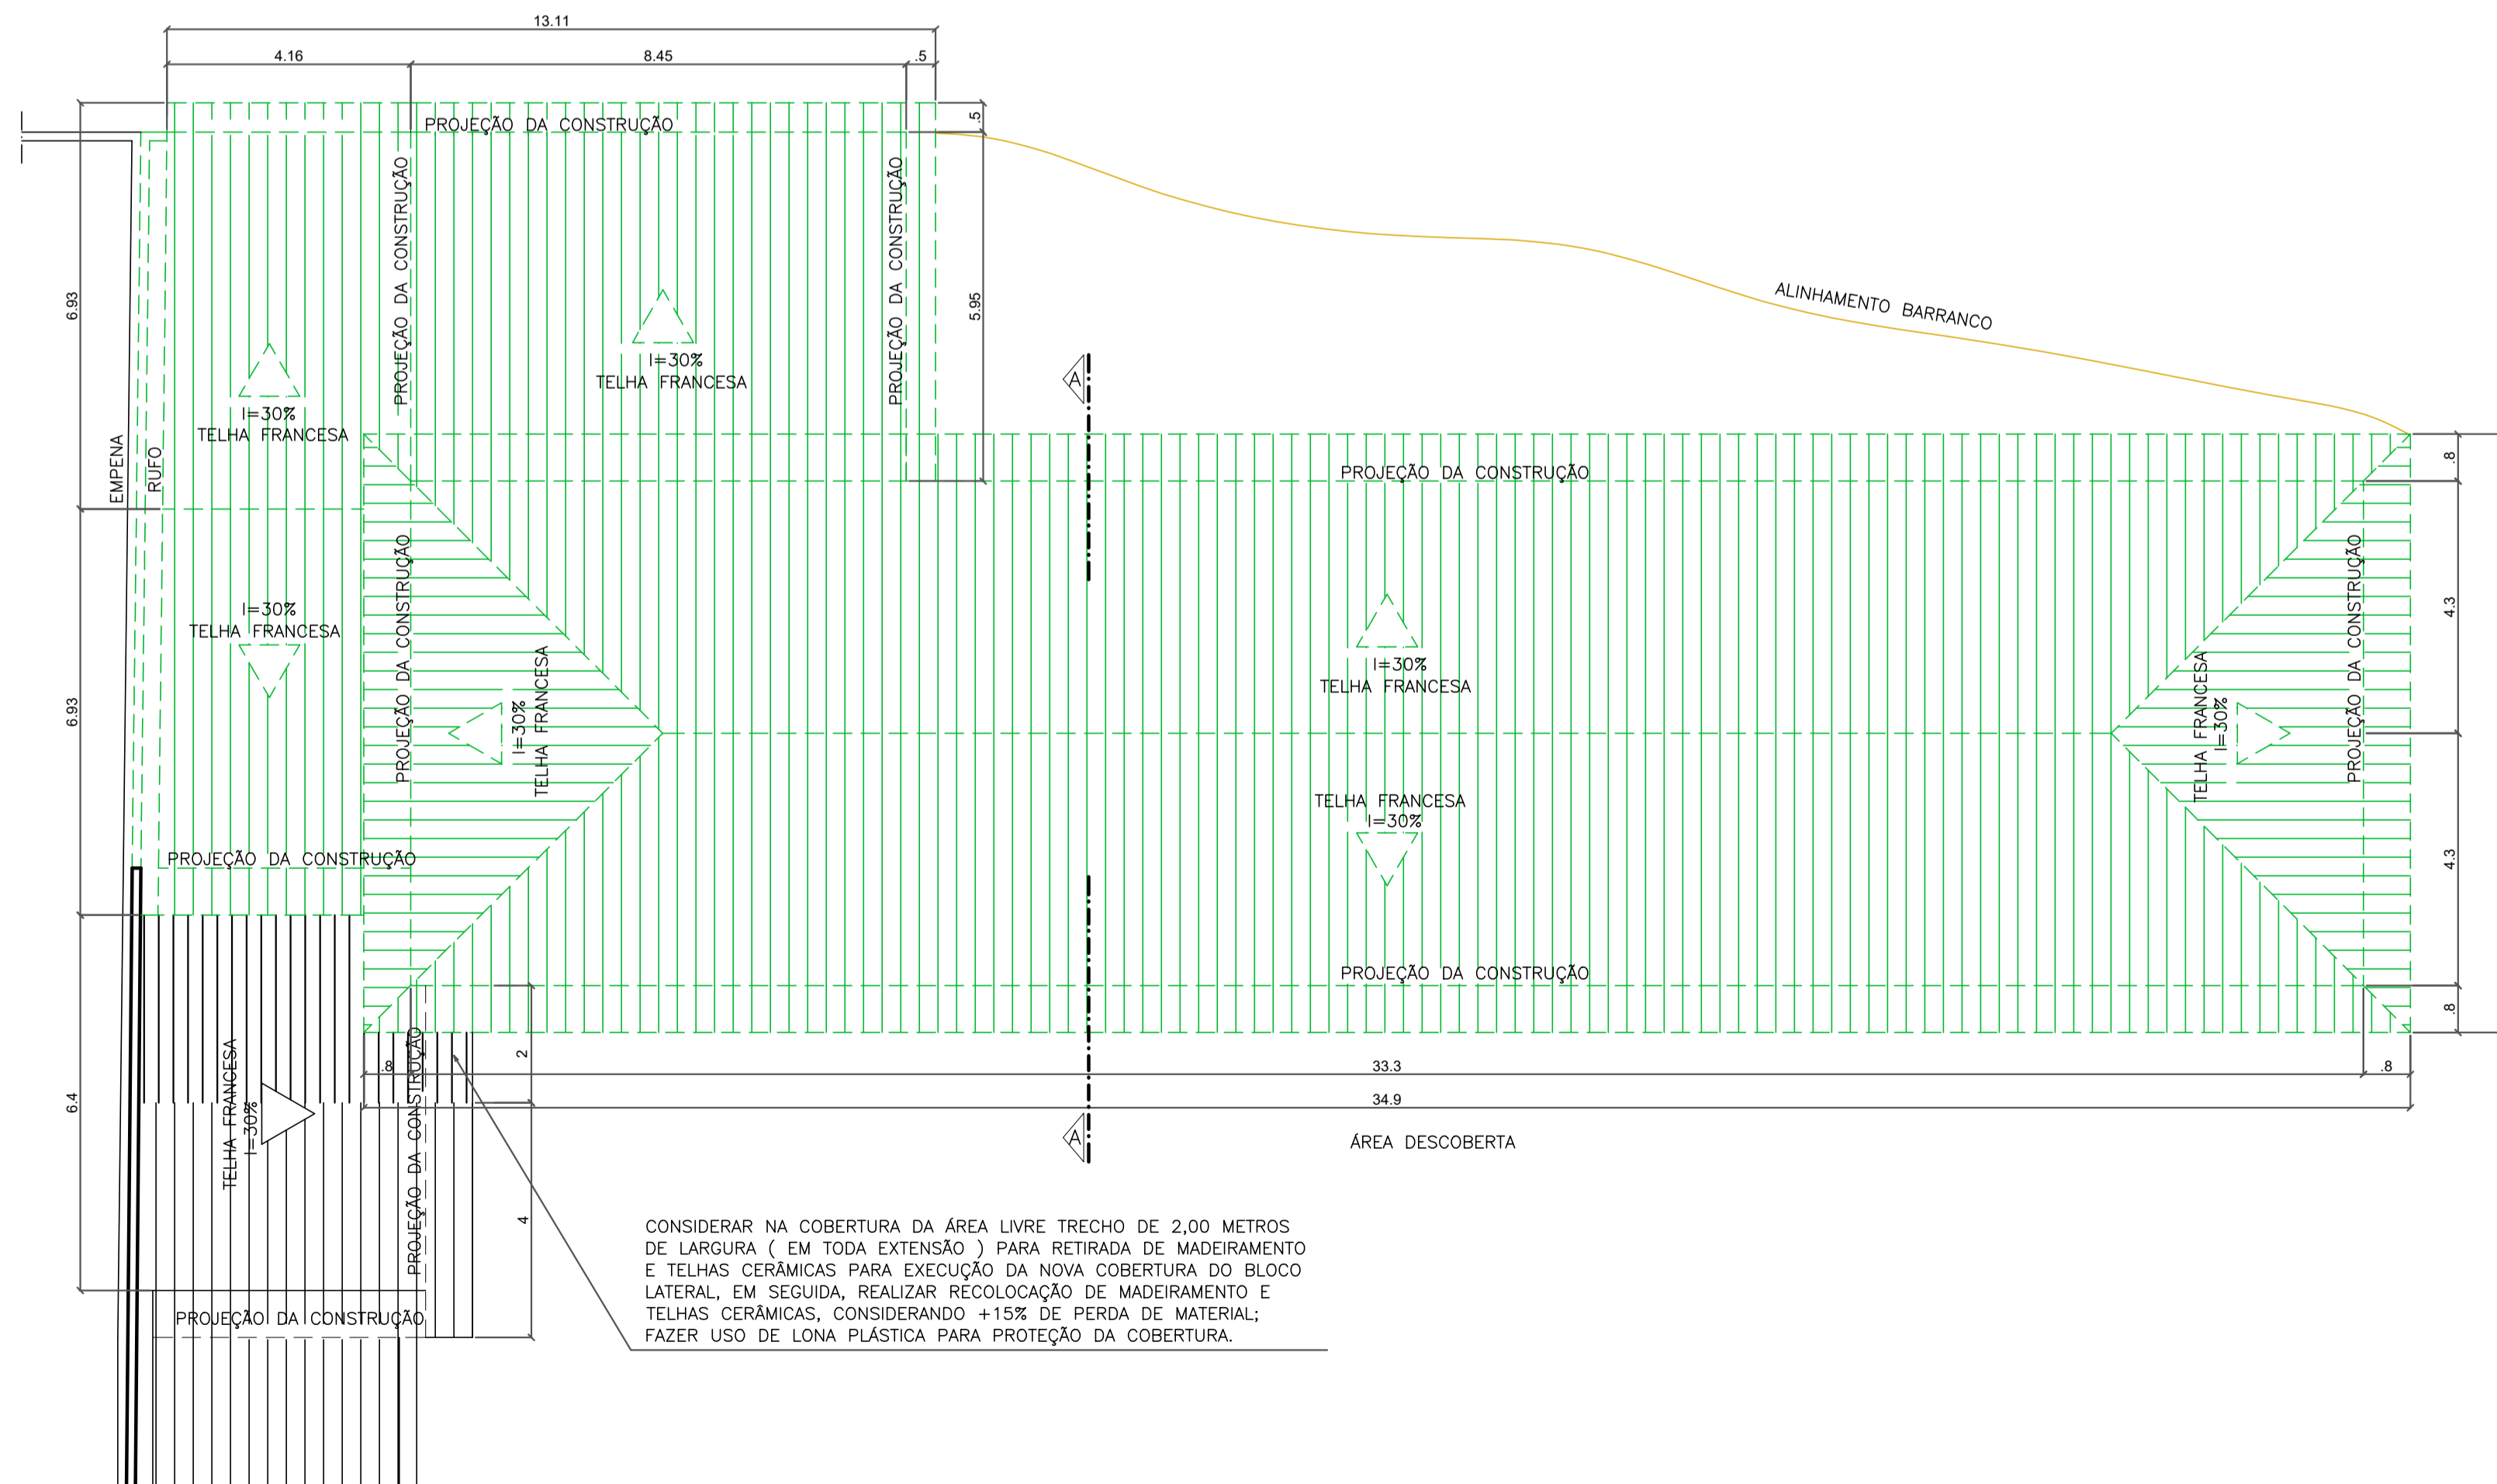 13.11
4.16
8.45
.5
PROJEÇÃO DA CONSTRUÇÃO
.5
PROJEÇÃO DA CONSTRUÇÃO
PROJEÇÃO DA CONSTRUÇÃO
6.93
5.95
ALINHAMENTO BARRANCO
I=30%
TELHA FRANCESA
A
I=30%
TELHA FRANCESA
EMPENA
RUFO
PROJEÇÃO DA CONSTRUÇÃO
.8
I=30%
TELHA FRANCESA
PROJEÇÃO DA CONSTRUÇÃO
4.3
PROJEÇÃO DA CONSTRUÇÃO
I=30%
TELHA FRANCESA
6.93
I=30%
TELHA FRANCESA
TELHA FRANCESA
I=30%
TELHA FRANCESA
I=30%
PROJEÇÃO DA CONSTRUÇÃO
4.3
PROJEÇÃO DA CONSTRUÇÃO
.8
2
.8
33.3
.8
34.9
6.4
TELHA FRANCESA
I=30%
PROJEÇÃO DA CONSTRUÇÃO
A
ÁREA DESCOBERTA
4
CONSIDERAR NA COBERTURA DA ÁREA LIVRE TRECHO DE 2,00 METROS
DE LARGURA ( EM TODA EXTENSÃO ) PARA RETIRADA DE MADEIRAMENTO
E TELHAS CERÂMICAS PARA EXECUÇÃO DA NOVA COBERTURA DO BLOCO
LATERAL, EM SEGUIDA, REALIZAR RECOLOCAÇÃO DE MADEIRAMENTO E
TELHAS CERÂMICAS, CONSIDERANDO +15% DE PERDA DE MATERIAL;
FAZER USO DE LONA PLÁSTICA PARA PROTEÇÃO DA COBERTURA.
PROJEÇÃO DA CONSTRUÇÃO